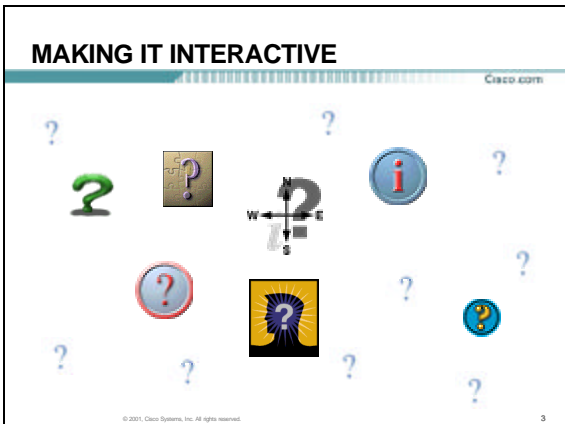 MAKING IT INTERACTIVE
Cisco.com
?
?
?
?
?
i
N
?
W E
i
S
?
?
?
?
?
?
?
?
?
?
© 2001, Cisco Systems, Inc. All rights reserved.
3